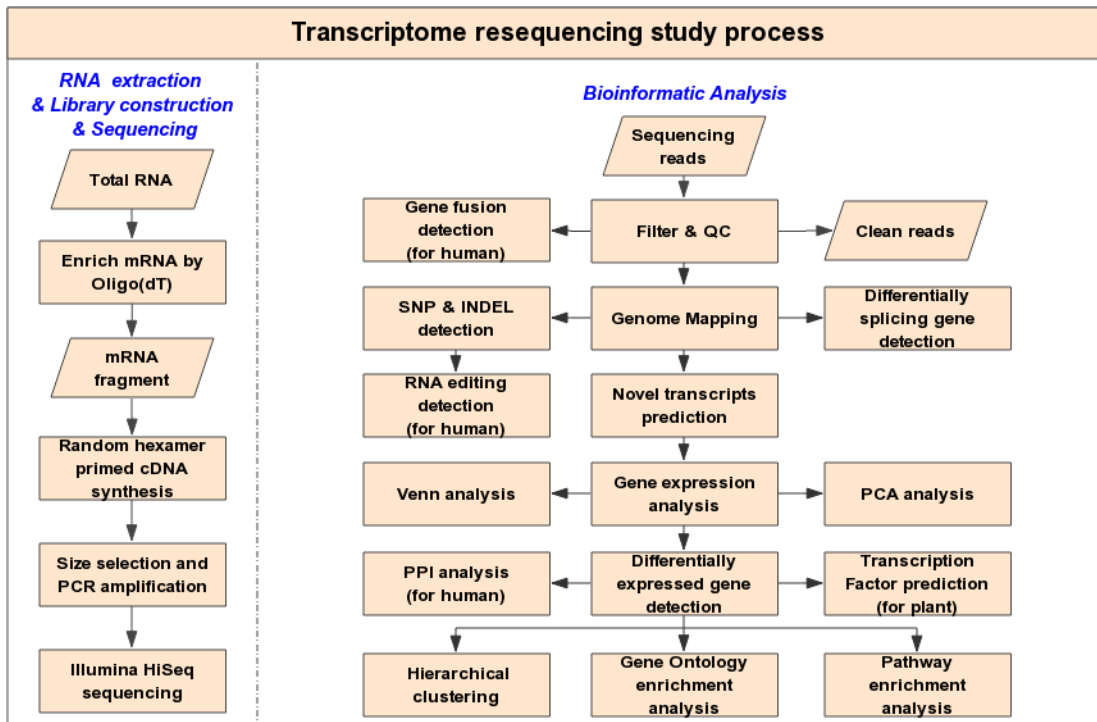 Transcriptome resequencing study process
RNA extraction
& Library construction
& Sequencing
Total RNA
Enrich mRNA by
Oligo(dT)
mRNA
fragment
Random hexamer
primed cDNA
synthesis
Size selection and
PCR amplification
Illumina HiSeq
sequencing
Bioinformatic Analysis
Sequencing
reads
Gene fusion
detection
(for human)
Filter & QC
Clean reads
SNP & INDEL
detection
Genome Mapping
Differentially
splicing gene
detection
RNA editing
detection
(for human)
Novel transcripts
prediction
Venn analysis
Gene expression
analysis
PCA analysis
PPI analysis
(for human)
Differentially
expressed gene
detection
Transcription
Factor prediction
(for plant)
Hierarchical
clustering
Gene Ontology
enrichment
analysis
Pathway
enrichment
analysis